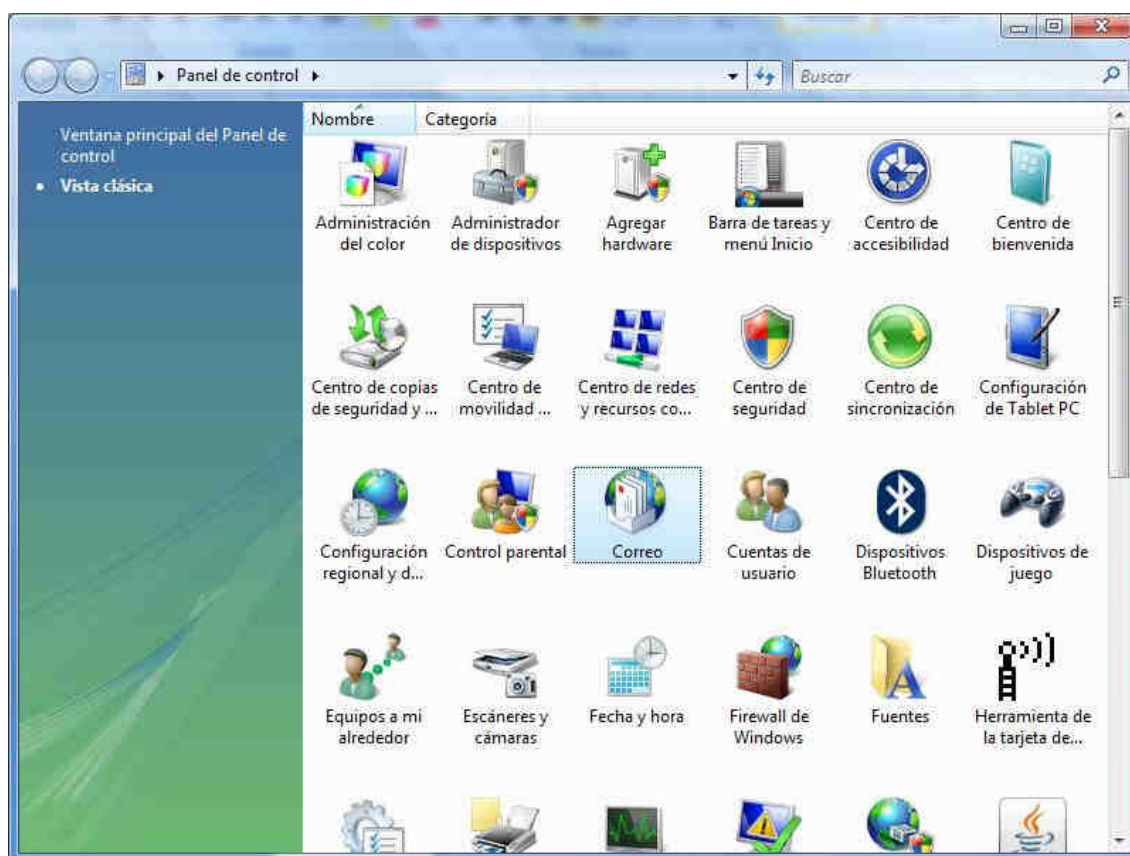 Panel de control
Buscar
Ventana principal del Panel de
control
Vista clásica
Nombre Categoría
Administración
del color
Administrador
de dispositivos
Agregar
hardware
Barra de tareas y
menú Inicio
Centro de
accesibilidad
Centro de
bienvenida
Centro de copias
de seguridad y ...
Centro de
movilidad ...
Centro de redes
y recursos co...
Centro de
seguridad
Centro de
sincronización
Configuración
de Tablet PC
Configuración
regional y d...
Control parental
Correo
Cuentas de
usuario
Dispositivos
Bluetooth
Dispositivos de
juego
Equipos a mi
alrededor
Escáneres y
cámaras
Fecha y hora
Firewall de
Windows
Fuentes
Herramienta de
la tarjeta de...